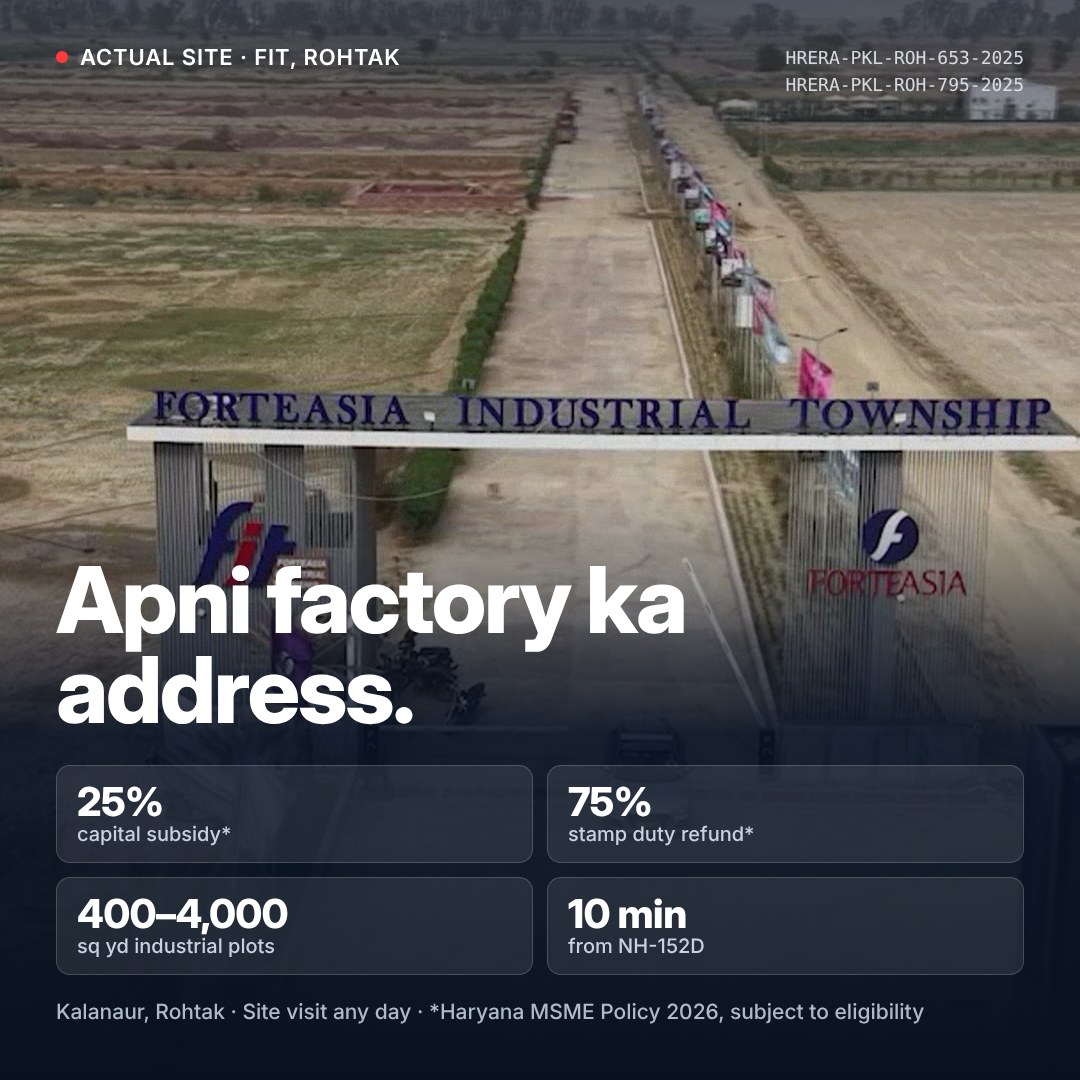 ACTUAL SITE · FIT, ROHTAK
HRERA-PKL-ROH-653-2025
HRERA-PKL-ROH-795-2025
FORTEASIA INDUSTRIAL TOWNSHIP
fit
FORTEASIA
Apni factory ka
address.
25%
capital subsidy*
75%
stamp duty refund*
400–4,000
sq yd industrial plots
10 min
from NH-152D
Kalanaur, Rohtak · Site visit any day · *Haryana MSME Policy 2026, subject to eligibility